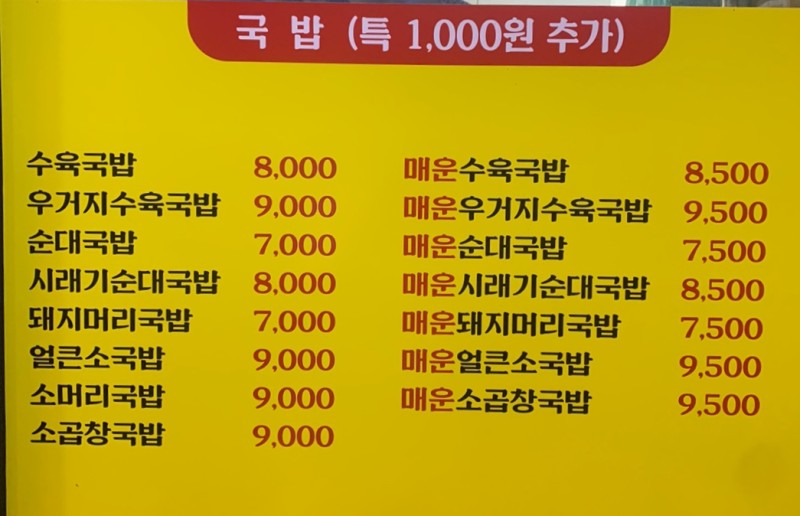 국 밥 (특 1,000원 추가)
수육국밥 8,000
우거지수육국밥 9,000
순대국밥 7,000
시래기순대국밥 8,000
돼지머리국밥 7,000
얼큰소국밥 9,000
소머리국밥 9,000
소곱창국밥 9,000
매운수육국밥 8,500
매운우거지수육국밥 9,500
매운순대국밥 7,500
매운시래기순대국밥 8,500
매운돼지머리국밥 7,500
매운얼큰소국밥 9,500
매운소곱창국밥 9,500